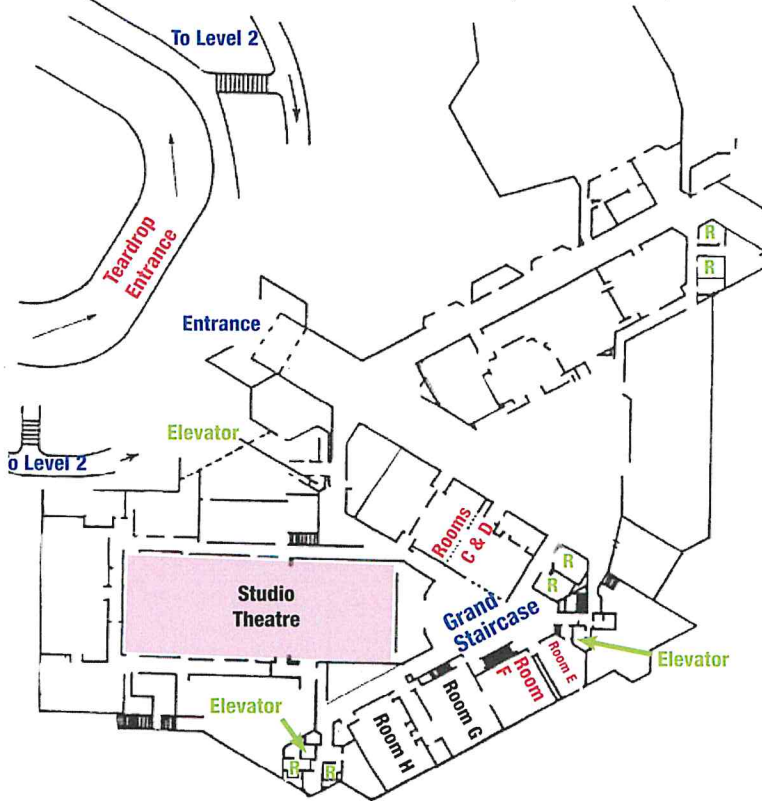 To Level 2
Teardrop
Entrance
R
R
Entrance
Elevator
o Level 2
Rooms
C & D
R
R
Studio
Theatre
Grand
Staircase
Elevator
Room E
Room
F
Room G
Room H
Elevator
R
R